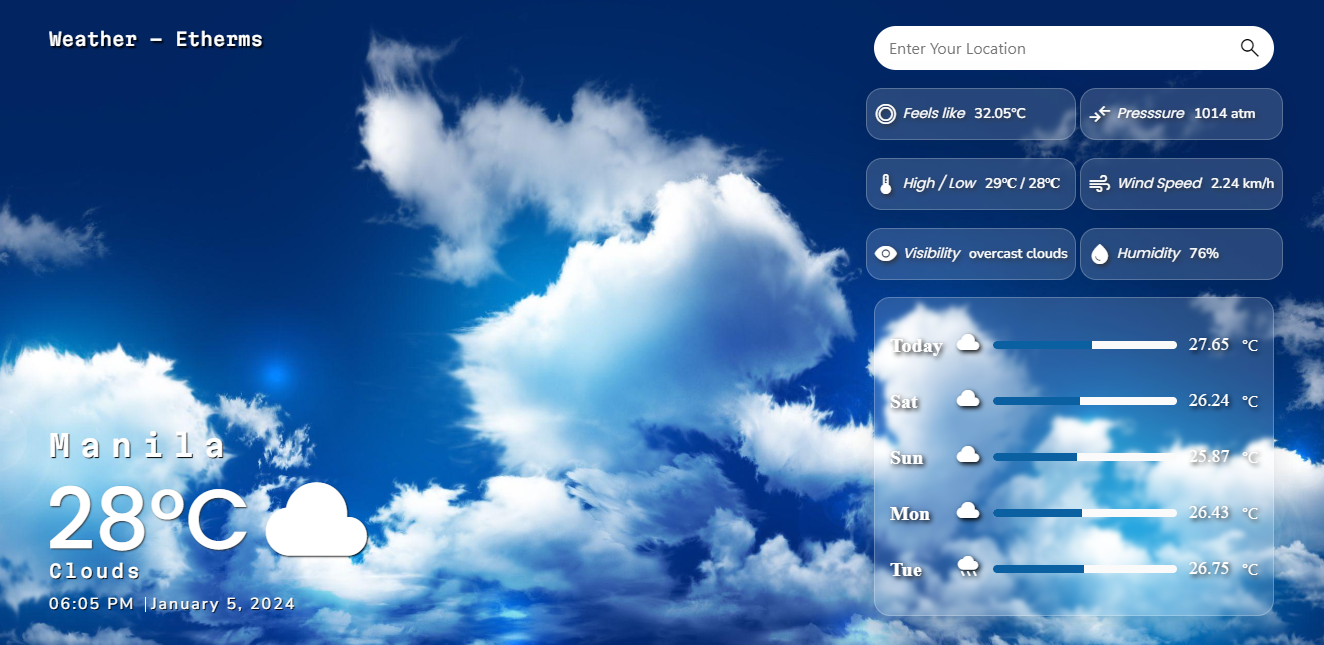 Weather – Etherms
Enter Your Location
Feels like 32.05°C
Presssure 1014 atm
High / Low 29°C / 28°C
Wind Speed 2.24 km/h
Visibility overcast clouds
Humidity 76%
Today 27.65 °C
Sat 26.24 °C
Sun 25.87 °C
Mon 26.43 °C
Tue 26.75 °C
Manila
28°C
Clouds
06:05 PM |January 5, 2024